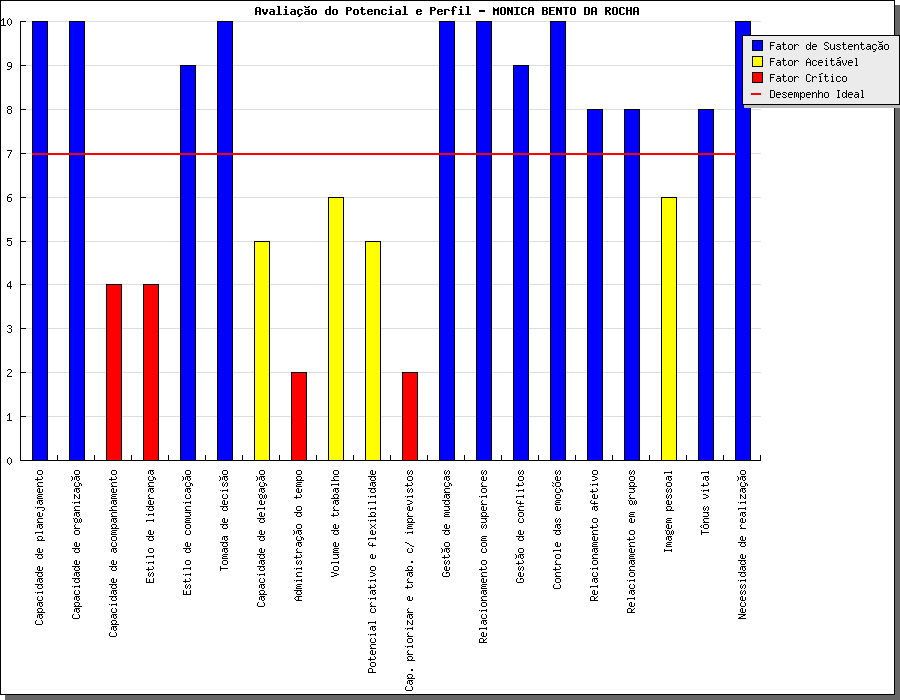 Avaliação do Potencial e Perfil - MONICA BENTO DA ROCHA
10
9
8
7
6
5
4
3
2
1
0
Fator de Sustentação
Fator Aceitável
Fator Crítico
Desempenho Ideal
Capacidade de planejamento
Capacidade de organização
Capacidade de acompanhamento
Estilo de liderança
Estilo de comunicação
Tomada de decisão
Capacidade de delegação
Administração do tempo
Volume de trabalho
Potencial criativo e flexibilidade
Cap. priorizar e trab. c/ imprevistos
Gestão de mudanças
Relacionamento com superiores
Gestão de conflitos
Controle das emoções
Relacionamento afetivo
Relacionamento em grupos
Imagem pessoal
Tônus vital
Necessidade de realização